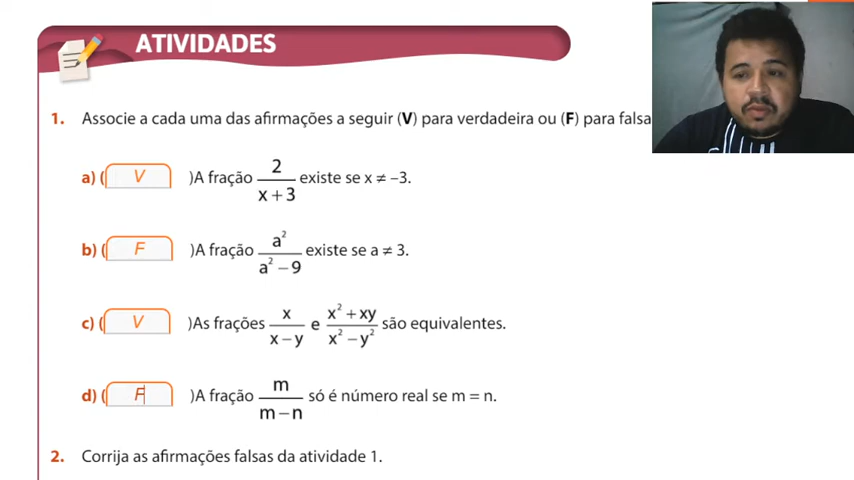 ATIVIDADES
1. Associe a cada uma das afirmações a seguir (V) para verdadeira ou (F) para falsa
a) ( V )A fração 2/(x + 3) existe se x ≠ –3.
b) ( F )A fração a²/(a² – 9) existe se a ≠ 3.
c) ( V )As frações x/(x – y) e (x² + xy)/(x² – y²) são equivalentes.
d) ( F )A fração m/(m – n) só é número real se m = n.
2. Corrija as afirmações falsas da atividade 1.